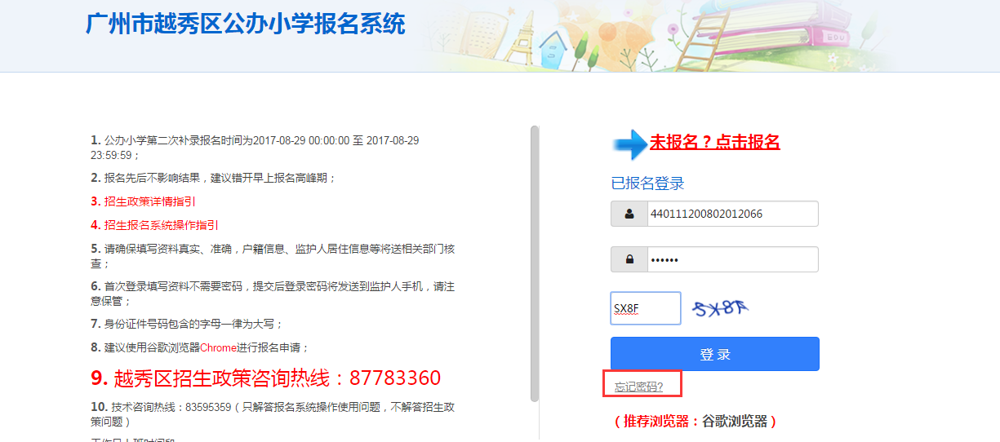 广州市越秀区公办小学报名系统
EDU
1. 公办小学第二次补录报名时间为2017-08-29 00:00:00 至 2017-08-29
23:59:59；
2. 报名先后不影响结果，建议错开早上报名高峰期；
3. 招生政策详情指引
4. 招生报名系统操作指引
5. 请确保填写资料真实、准确，户籍信息、监护人居住信息等将送相关部门核
查；
6. 首次登录填写资料不需要密码，提交后登录密码将发送到监护人手机，请注
意保管；
7. 身份证件号码包含的字母一律为大写；
8. 建议使用谷歌浏览器Chrome进行报名申请；
9. 越秀区招生政策咨询热线：87783360
10. 技术咨询热线：83595359（只解答报名系统操作使用问题，不解答招生政
策问题）
未报名？点击报名
已报名登录
440111200802012066
••••••
SX8F
SX8F
登 录
忘记密码?
（推荐浏览器：谷歌浏览器）